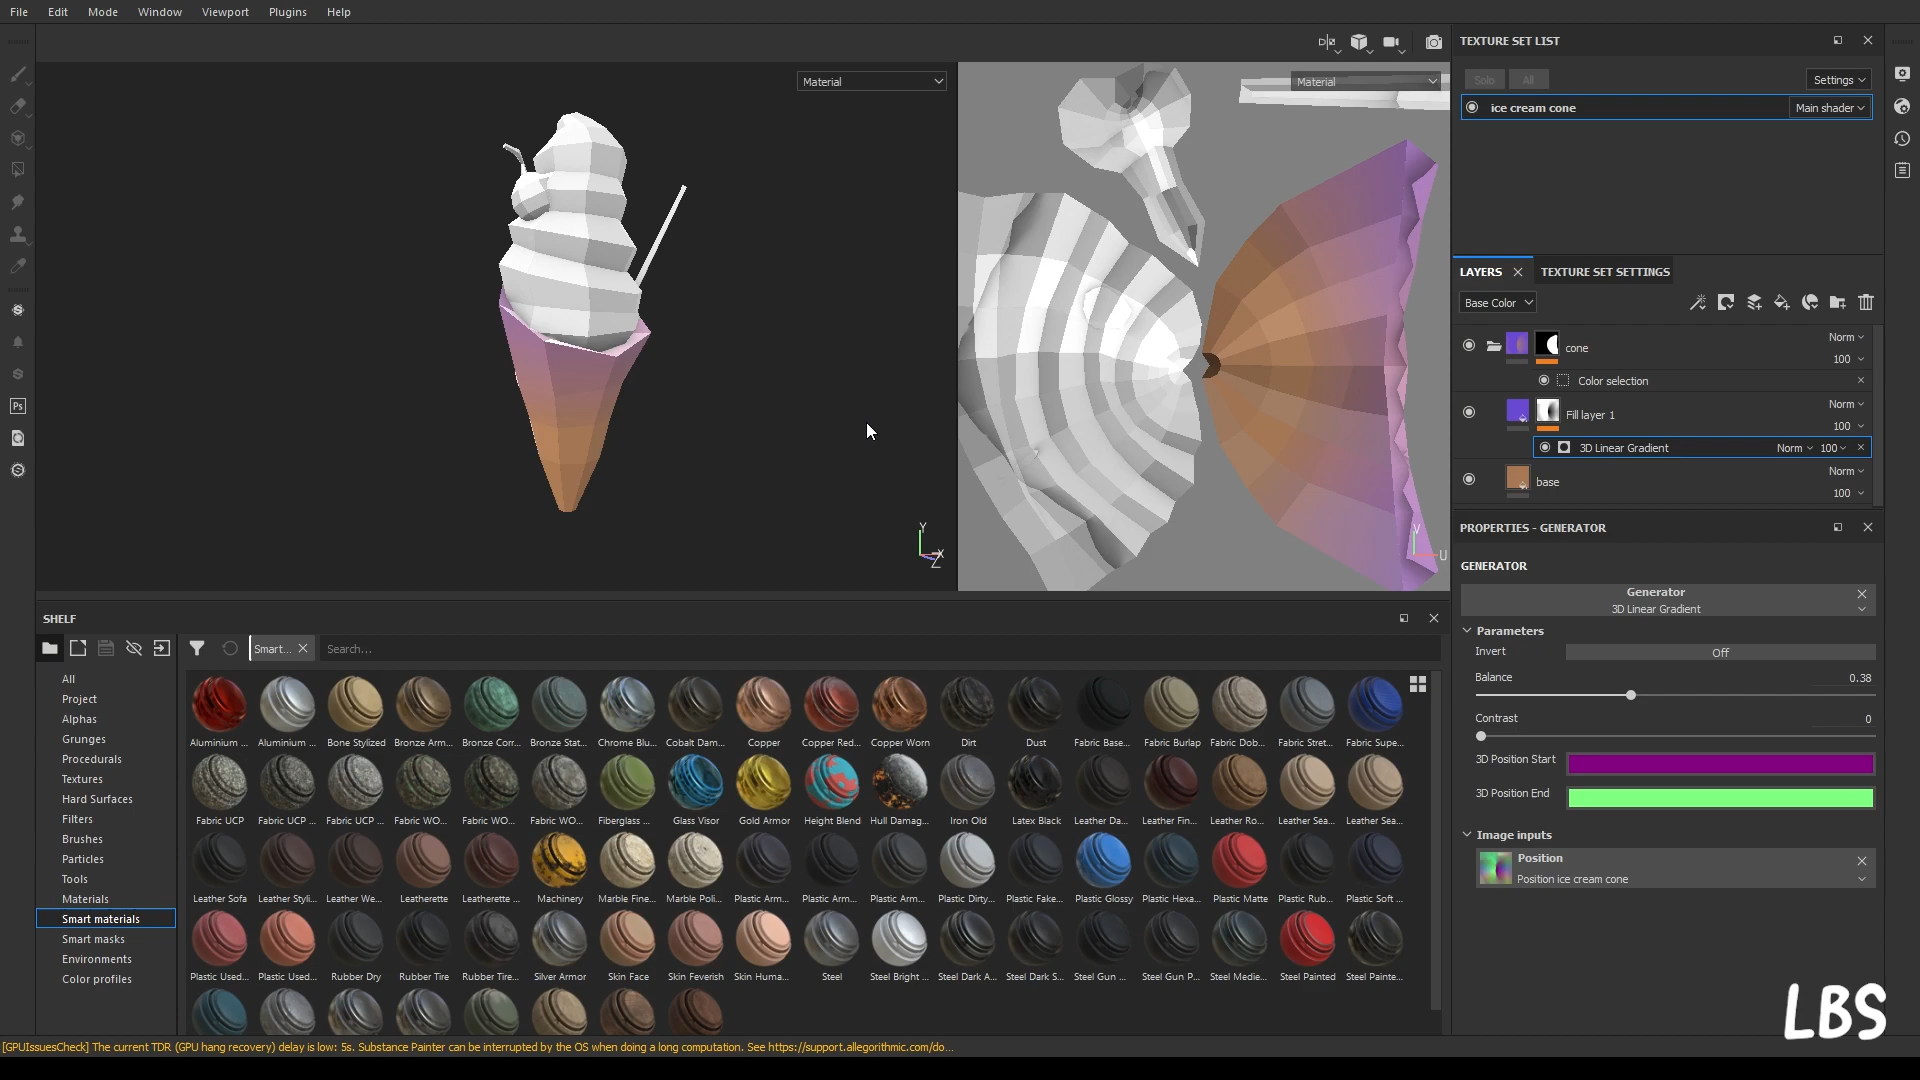 File Edit Mode Window Viewport Plugins Help
Material
Material
Y
X
Z
V
U
TEXTURE SET LIST
Solo All Settings
ice cream cone Main shader
LAYERS TEXTURE SET SETTINGS
Base Color
cone Norm
100
Color selection
Fill layer 1 Norm
100
3D Linear Gradient Norm 100
base Norm
100
PROPERTIES - GENERATOR
GENERATOR
Generator
3D Linear Gradient
Parameters
Invert Off
Balance 0.38
Contrast 0
3D Position Start
3D Position End
Image inputs
Position
Position ice cream cone
Ps
SHELF
Smart... Search...
All
Project
Alphas
Grunges
Procedurals
Textures
Hard Surfaces
Filters
Brushes
Particles
Tools
Materials
Smart materials
Smart masks
Environments
Color profiles
Aluminium ... Aluminium ... Bone Stylized Bronze Arm... Bronze Corr... Bronze Stat... Chrome Blu... Cobalt Dam... Copper Copper Red... Copper Worn Dirt Dust Fabric Base... Fabric Burlap Fabric Dob... Fabric Stret... Fabric Supe...
Fabric UCP Fabric UCP ... Fabric UCP ... Fabric WO... Fabric WO... Fabric WO... Fiberglass ... Glass Visor Gold Armor Height Blend Hull Damag... Iron Old Latex Black Leather Da... Leather Fin... Leather Ro... Leather Sea... Leather Sea...
Leather Sofa Leather Styli... Leather We... Leatherette Leatherette ... Machinery Marble Fine... Marble Poli... Plastic Arm... Plastic Arm... Plastic Arm... Plastic Dirty... Plastic Fake... Plastic Glossy Plastic Hexa... Plastic Matte Plastic Rub... Plastic Soft ...
Plastic Used... Plastic Used... Rubber Dry Rubber Tire Rubber Tire... Silver Armor Skin Face Skin Feverish Skin Huma... Steel Steel Bright ... Steel Dark A... Steel Dark S... Steel Gun ... Steel Gun P... Steel Medie... Steel Painted Steel Painte...
LBS
[GPUIssuesCheck] The current TDR (GPU hang recovery) delay is low: 5s. Substance Painter can be interrupted by the OS when doing a long computation. See https://support.allegorithmic.com/do...